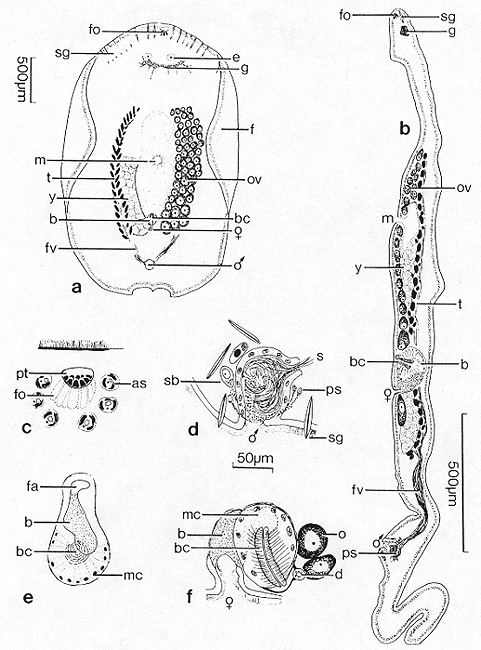 fo
sg
e
g
500µm
f
m
t
ov
y
b
bc
♀
fv
♂
a
fo
sg
g
b
ov
m
y
t
bc
b
♀
fv
500µm
♂
ps
pt
as
fo
c
s
sb
ps
d
♂
sg
50µm
fa
b
bc
mc
e
mc
b
bc
o
d
f
♀